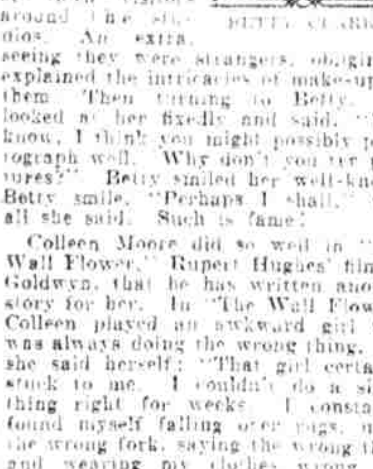 around the stu-
dios. An extra,
BETTY CLARK
seeing they were strangers, obligin
explained the intricacies of make-up
them Then turning to Betty,
looked at her fixedly and said, "
know, I think you might possibly p
tograph well. Why don't you try p
tures?" Betty smiled her well-kn
Betty smile. "Perhaps I shall,"
all she said. Such is fame!
Colleen Moore did so well in "
Wall Flower," Rupert Hughes' film
Goldwyn, that he has written ano
story for her. In "The Wall Flow
Colleen played an awkward girl
was always doing the wrong thing.
she said herself: "That girl certa
stuck to me. I couldn't do a si
thing right for weeks. I consta
found myself falling over rugs, u
the wrong fork, saying the wrong t
and wearing my clothes wrong